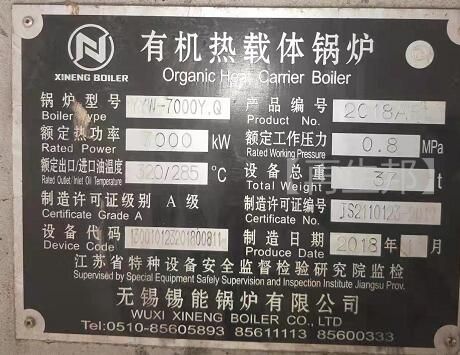 有机热载体锅炉
XINENG BOILER
Organic Heat Carrier Boiler
锅炉型号 YYW-7000Y.Q 产品编号 2018A
Boiler Type Product No.
额定热功率 7000 kW 额定工作压力 0.8 MPa
Rated Power Rated Working Pressure
额定出口/进口油温度 320/285 °C 设备总重 37 t
Rated Outlet/Inlet Oil Temperature Total Weight
制造许可证级别 A 级 制造许可证编号
Certificate Grade A Certificate No.
设备代码 制造日期 2018 年 月
Device Code Produce Date
江苏省特种设备安全监督检验研究院监检
Supervised by Special Equipment Safety Supervision and Inspection Institute Jiangsu Prov.
无锡锡能锅炉有限公司
WUXI XINENG BOILER CO., LTD
Tel:0510-85605893 85611113 85600333